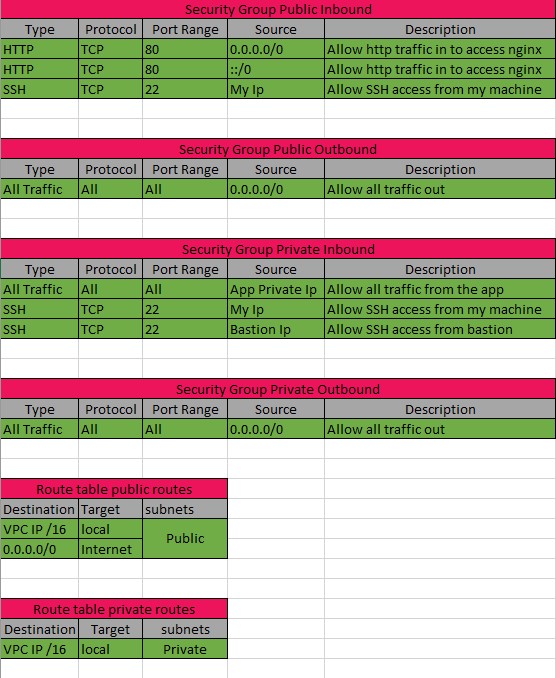 Security Group Public Inbound
Type Protocol Port Range Source Description
HTTP TCP 80 0.0.0.0/0 Allow http traffic in to access nginx
HTTP TCP 80 ::/0 Allow http traffic in to access nginx
SSH TCP 22 My Ip Allow SSH access from my machine
Security Group Public Outbound
Type Protocol Port Range Source Description
All Traffic All All 0.0.0.0/0 Allow all traffic out
Security Group Private Inbound
Type Protocol Port Range Source Description
All Traffic All All App Private Ip Allow all traffic from the app
SSH TCP 22 My Ip Allow SSH access from my machine
SSH TCP 22 Bastion Ip Allow SSH access from bastion
Security Group Private Outbound
Type Protocol Port Range Source Description
All Traffic All All 0.0.0.0/0 Allow all traffic out
Route table public routes
Destination Target subnets
VPC IP /16 local Public
0.0.0.0/0 Internet
Route table private routes
Destination Target subnets
VPC IP /16 local Private